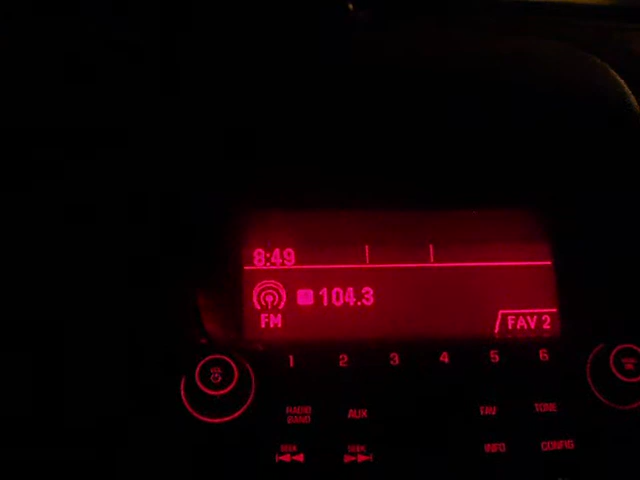 8:49
104.3
FM
FAV 2
1 2 3 4 5 6
RADIO BAND AUX FAV TONE
SEEK SEEK INFO CONFIG